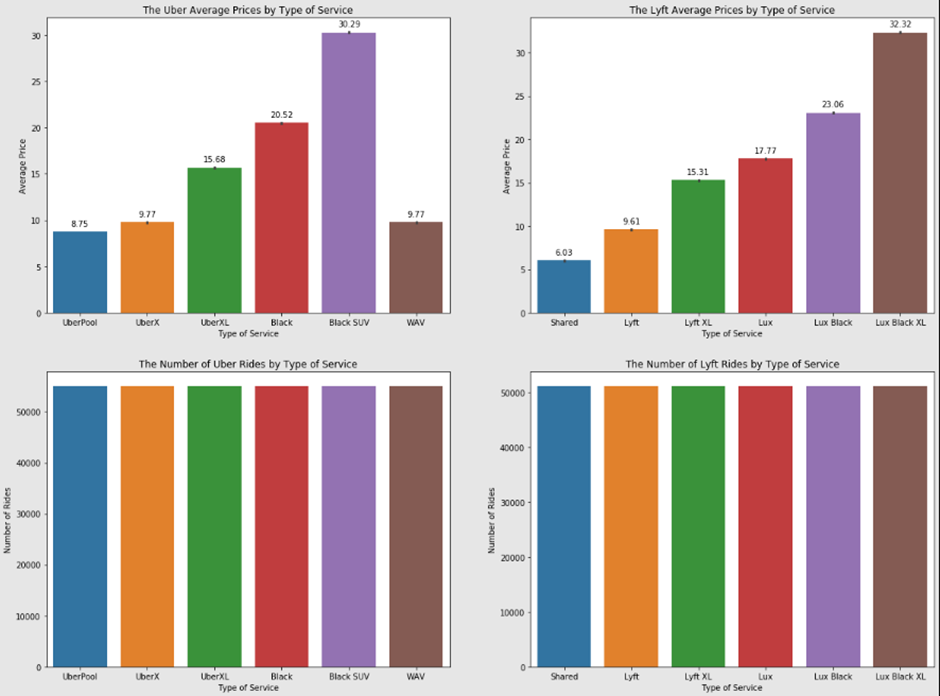 The Uber Average Prices by Type of Service
30.29
30
25
20.52
20
15.68
15
9.77
9.77
10
8.75
5
0
Average Price
UberPool UberX UberXL Black Black SUV WAV
Type of Service
The Lyft Average Prices by Type of Service
32.32
30
25
23.06
20
17.77
15.31
15
9.61
10
6.03
5
0
Average Price
Shared Lyft Lyft XL Lux Lux Black Lux Black XL
Type of Service
The Number of Uber Rides by Type of Service
50000
40000
30000
20000
10000
0
Number of Rides
UberPool UberX UberXL Black Black SUV WAV
Type of Service
The Number of Lyft Rides by Type of Service
50000
40000
30000
20000
10000
0
Number of Rides
Shared Lyft Lyft XL Lux Lux Black Lux Black XL
Type of Service